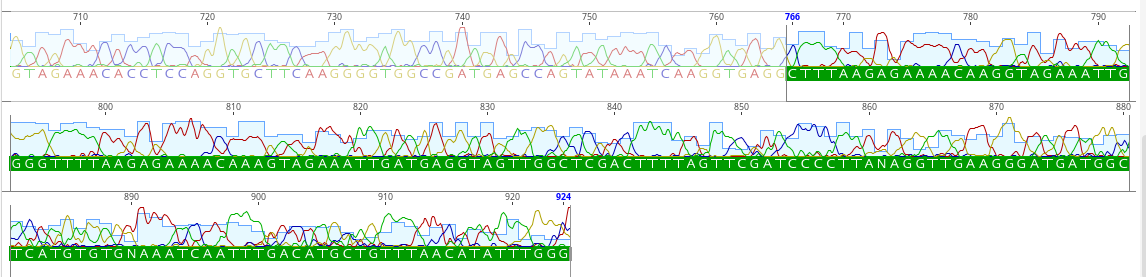 710 720 730 740 750 760 766 770 780 790
GTAGAAACACCTCCAGGTGCTTCAAGGGGTGGCCGATGAGCCAGTATAAATCAAGGTGAGGCTTTAAGAGAAAACAAGGTAGAAATTG
800 810 820 830 840 850 860 870 880
GGGTTTTAGAGTGAACAAAGTGAAAAATTGATGAGGTAGTTGGCTGGACTTTAGTTCGATCCCCTTANAGGTTGAAGGGATGATGGC
890 900 910 920 924
TCATGTGTGNAAATCAATTTGACATGCTGTTTAACATATTTGGG